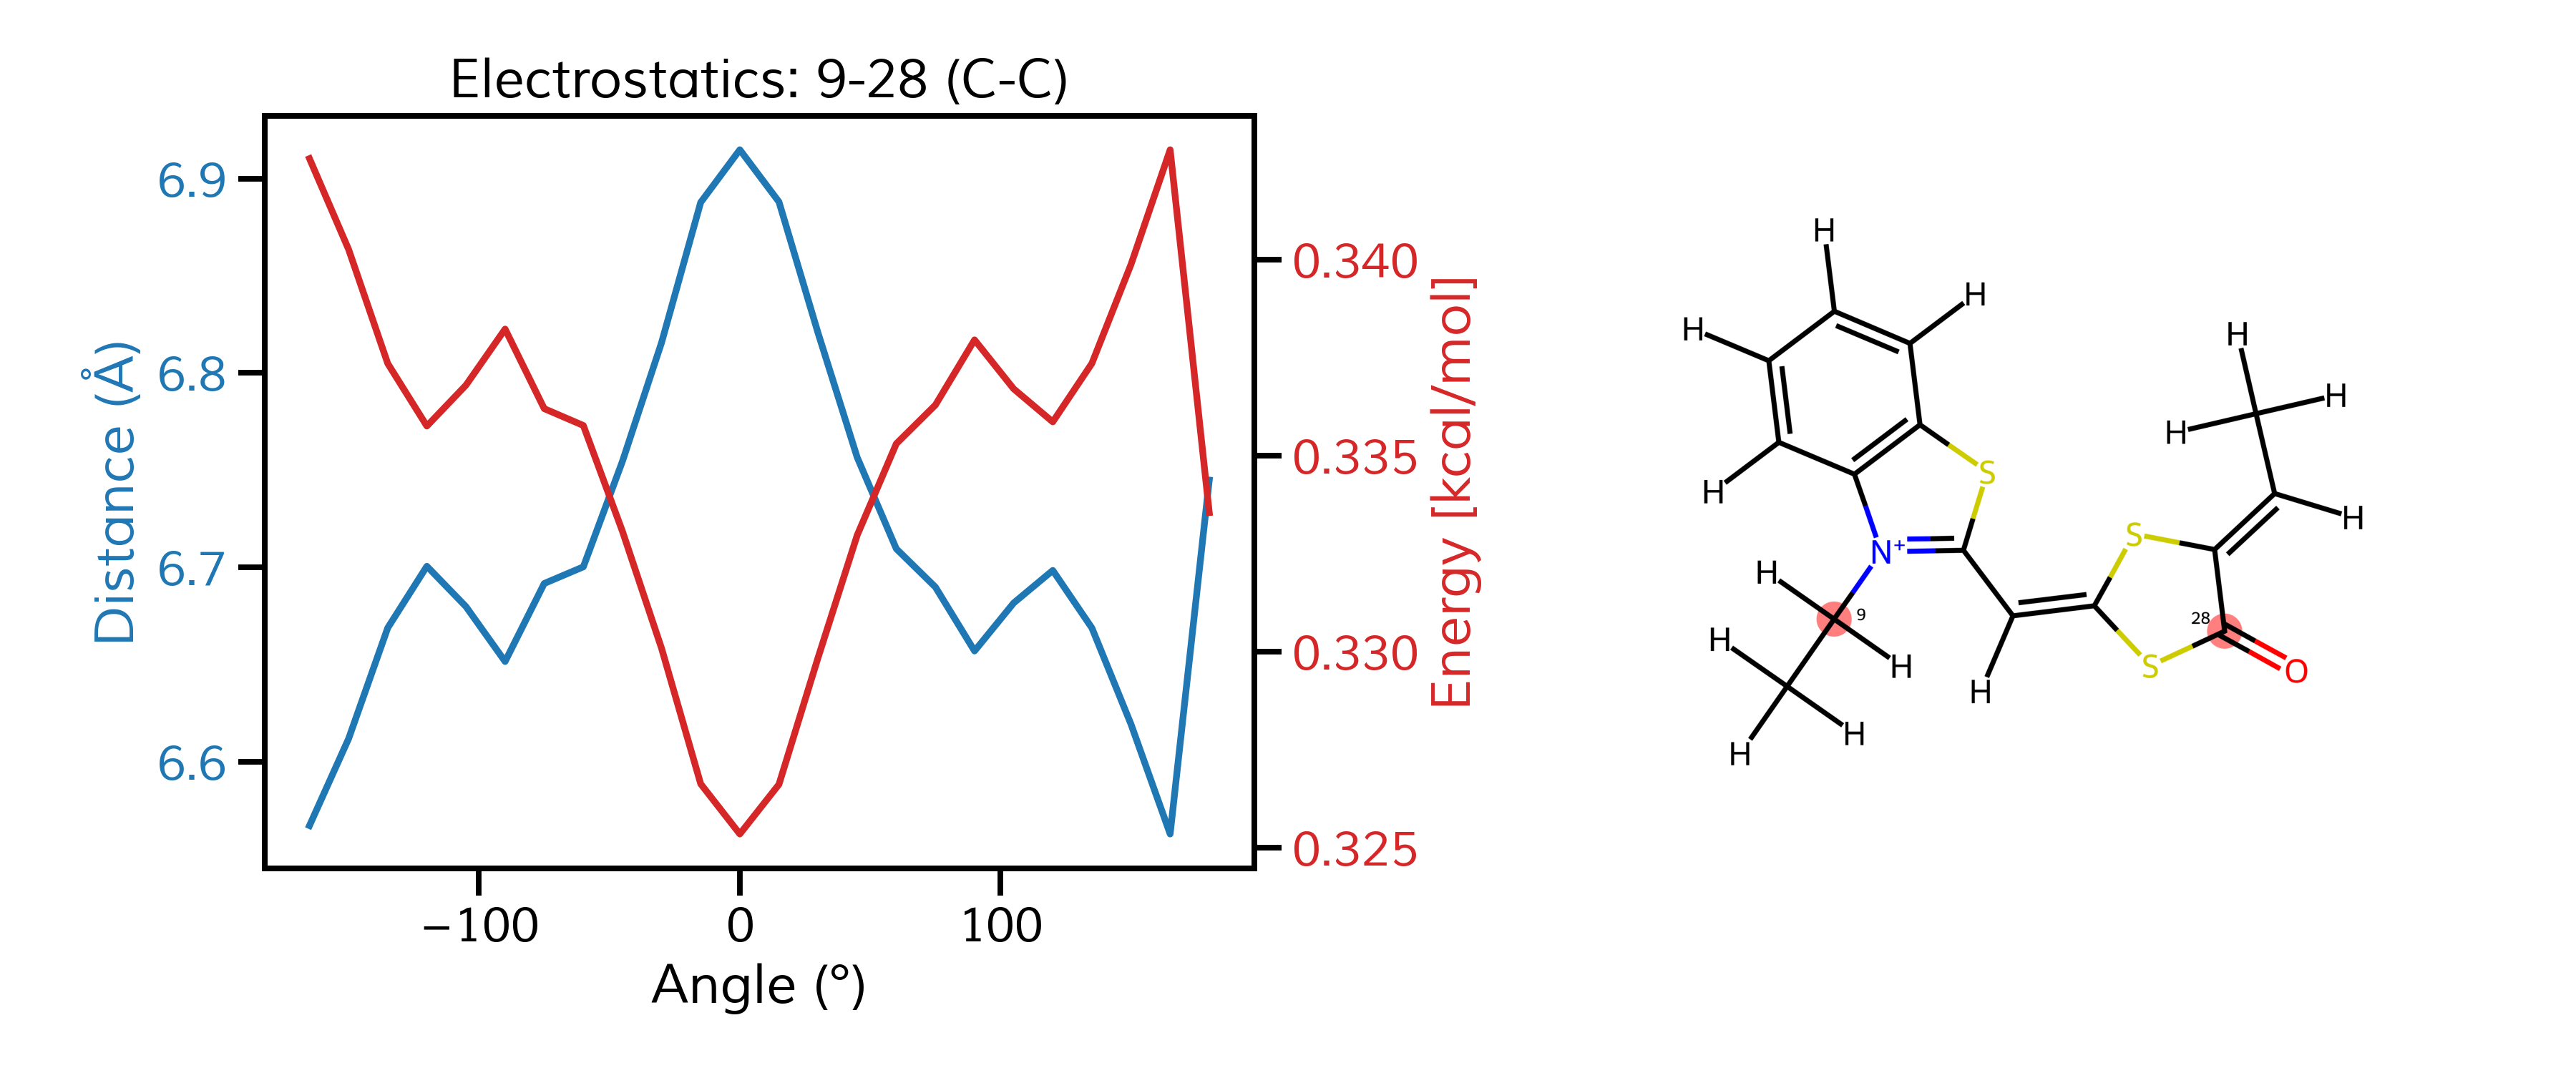 Electrostatics: 9-28 (C-C)
Distance (Å)
6.9
6.8
6.7
6.6
Energy [kcal/mol]
0.340
0.335
0.330
0.325
−100 0 100
Angle (°)
H
H
H
H
H
H
H
S
H
H
S
N+
H
9
28
H
H
S
O
H
H
H